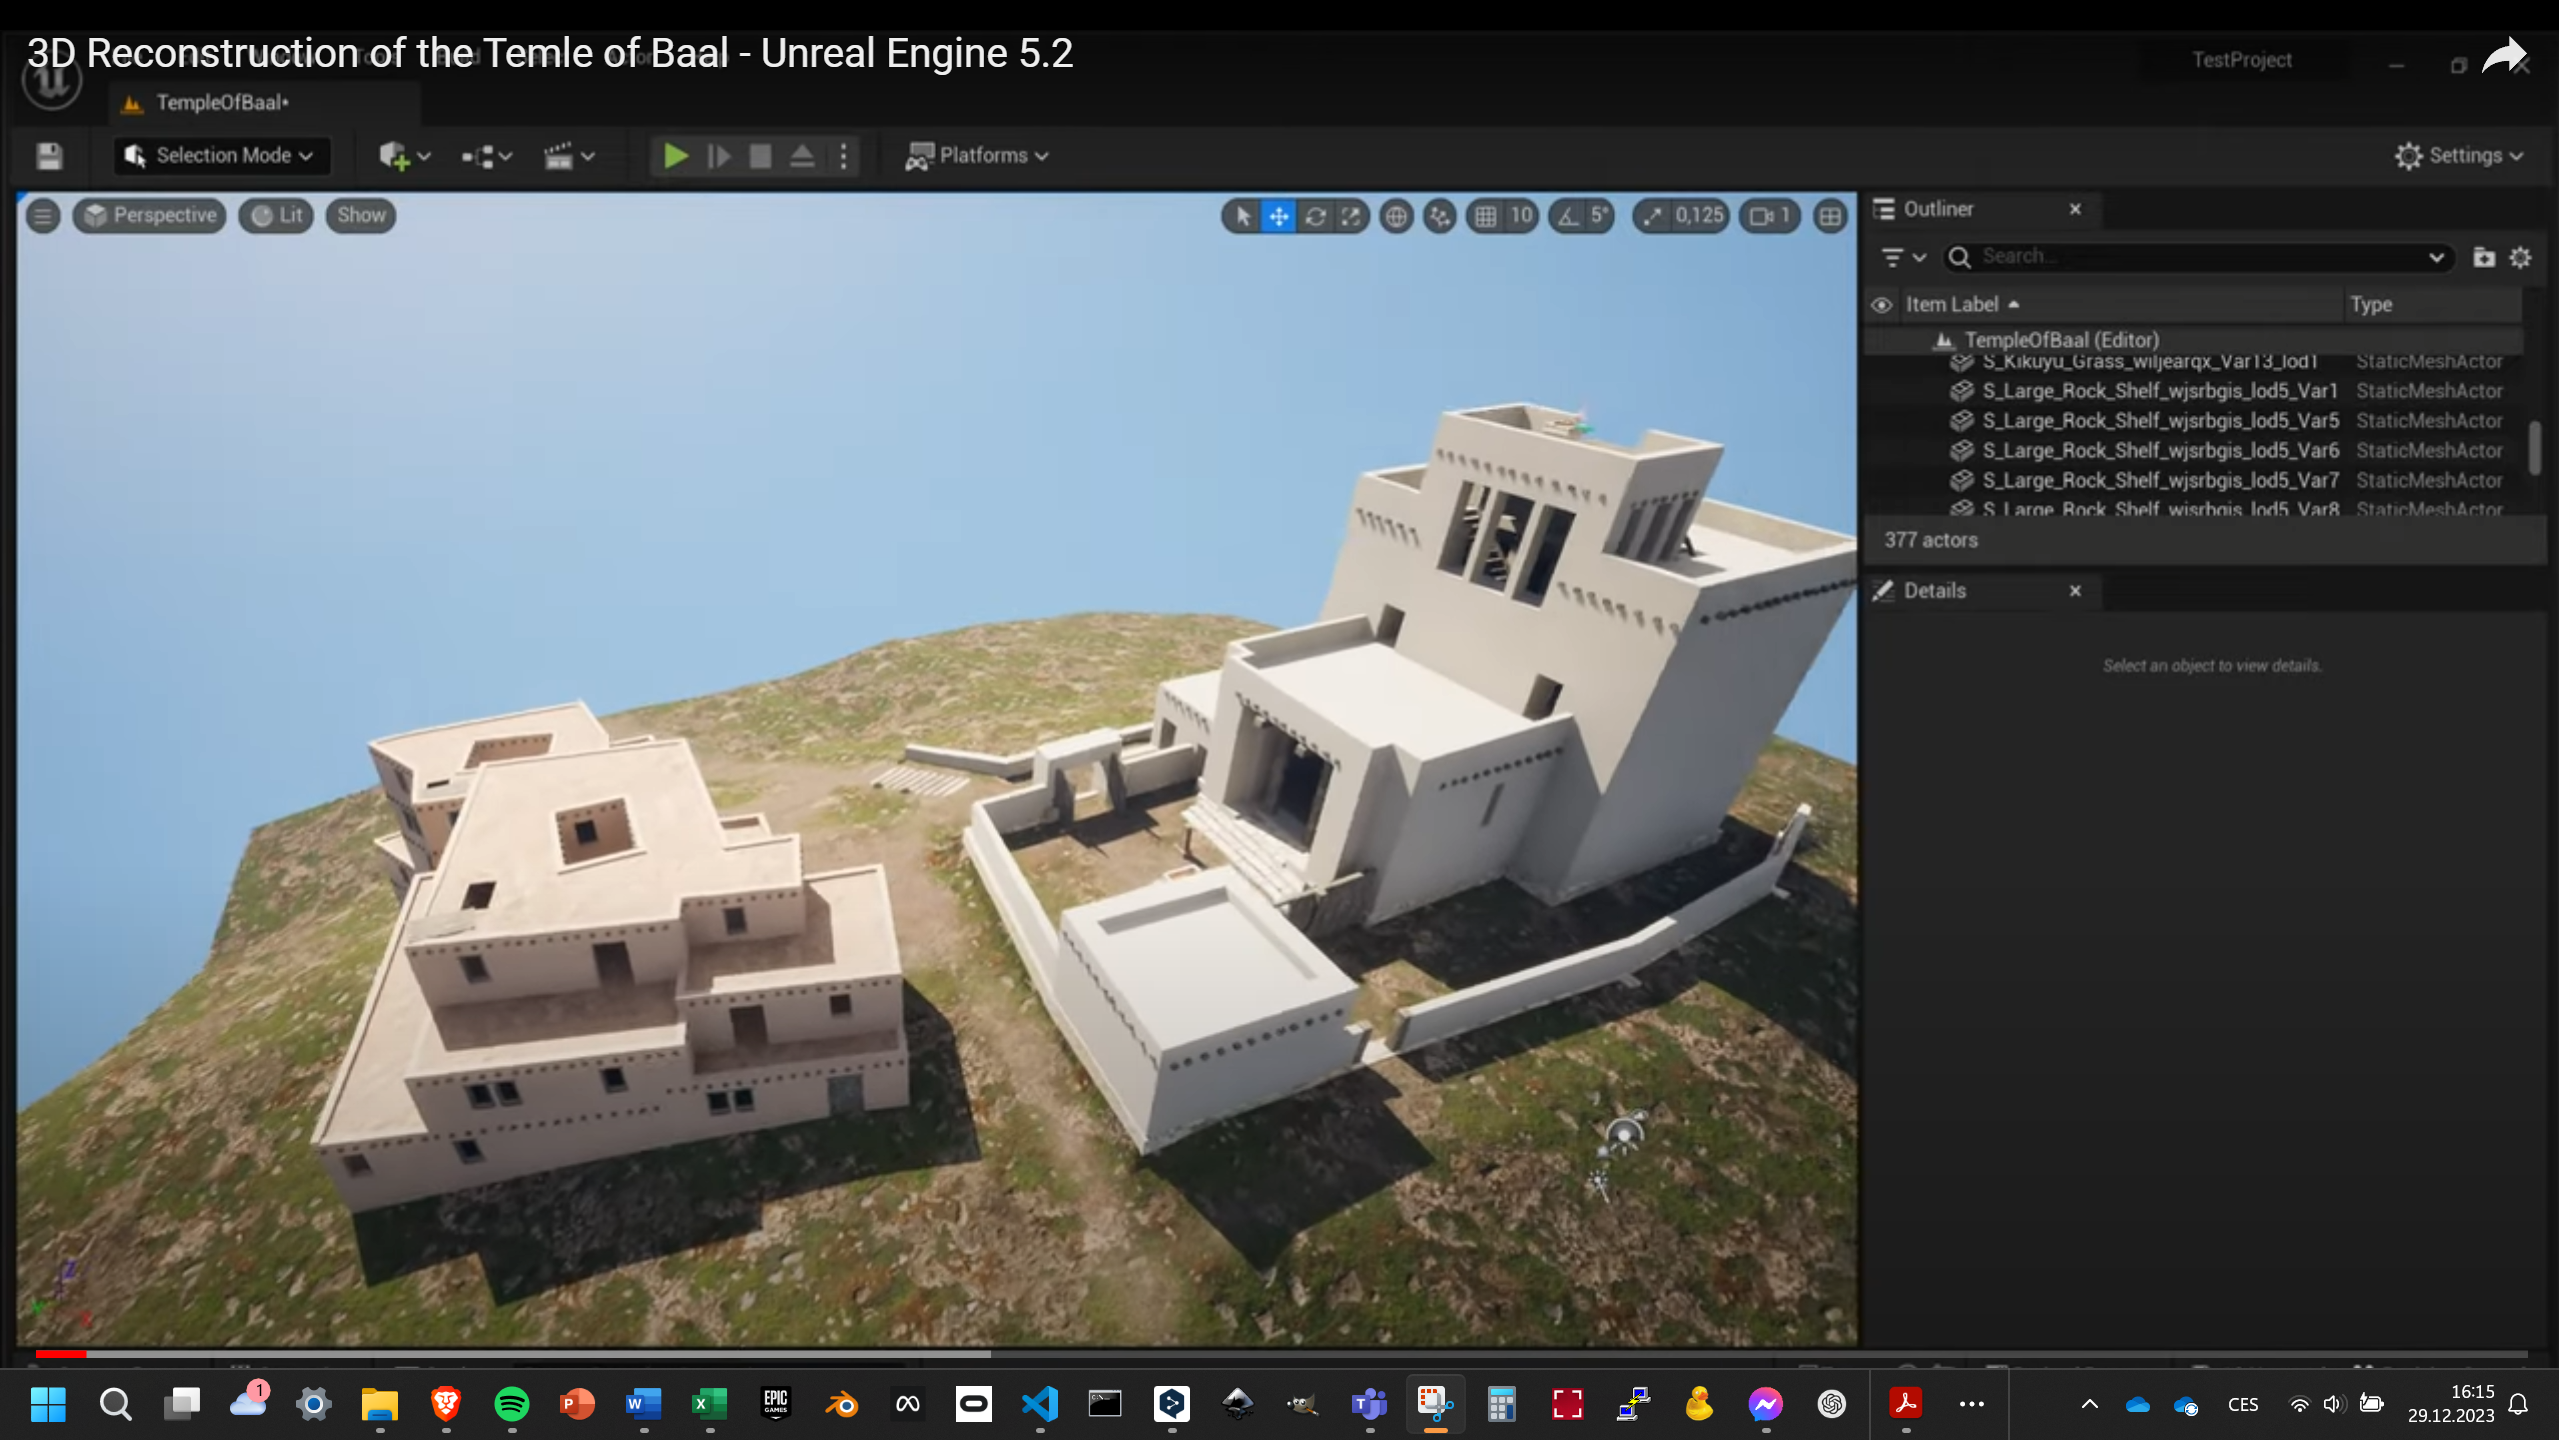 3D Reconstruction of the Temle of Baal - Unreal Engine 5.2
TestProject
TempleOfBaal*
Selection Mode
Platforms
Settings
Perspective
Lit
Show
10
5°
0,125
1
Outliner
Search...
Item Label
Type
TempleOfBaal (Editor)
S_Kikuyu_Grass_wiljearqx_Var13_lod1 StaticMeshActor
S_Large_Rock_Shelf_wjsrbgis_lod5_Var1 StaticMeshActor
S_Large_Rock_Shelf_wjsrbgis_lod5_Var5 StaticMeshActor
S_Large_Rock_Shelf_wjsrbgis_lod5_Var6 StaticMeshActor
S_Large_Rock_Shelf_wjsrbgis_lod5_Var7 StaticMeshActor
S_Large_Rock_Shelf_wjsrbgis_lod5_Var8 StaticMeshActor
377 actors
Details
Select an object to view details.
Z
1
EPIC
GAMES
CES
16:15
29.12.2023